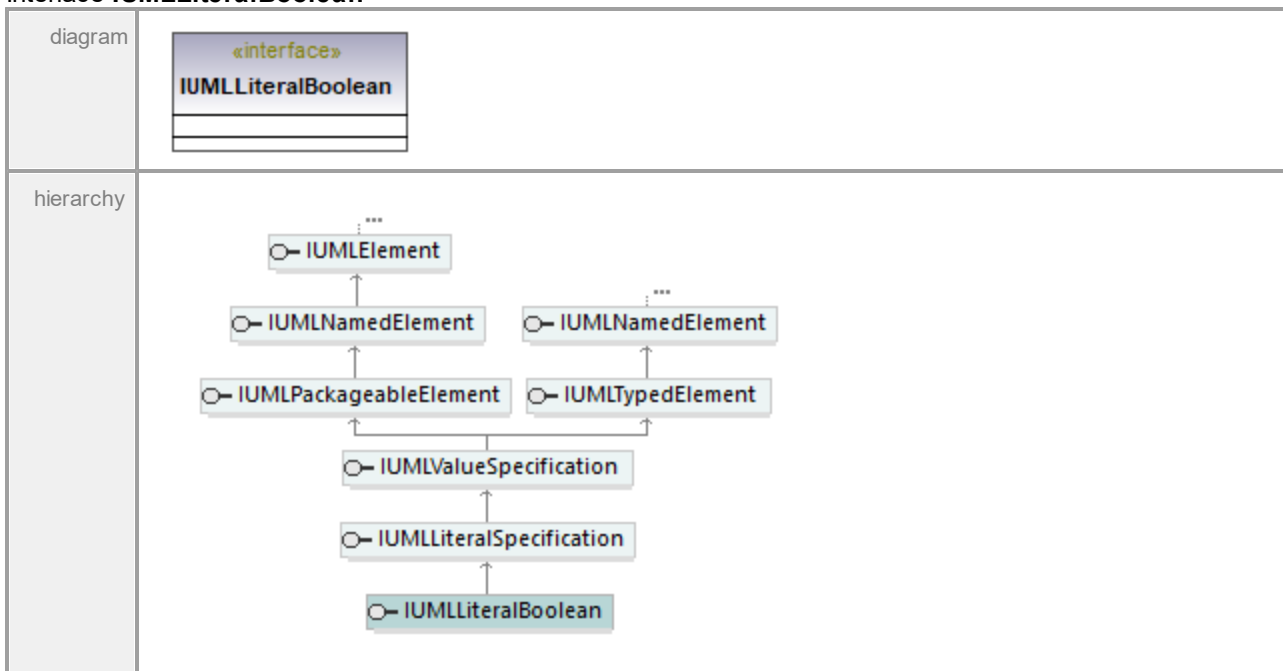 interface IUMLLiteralBoolean
diagram
«interface»
IUMLLiteralBoolean
hierarchy
...
IUMLElement
...
IUMLNamedElement IUMLNamedElement
IUMLPackageableElement IUMLTypedElement
IUMLValueSpecification
IUMLLiteralSpecification
IUMLLiteralBoolean